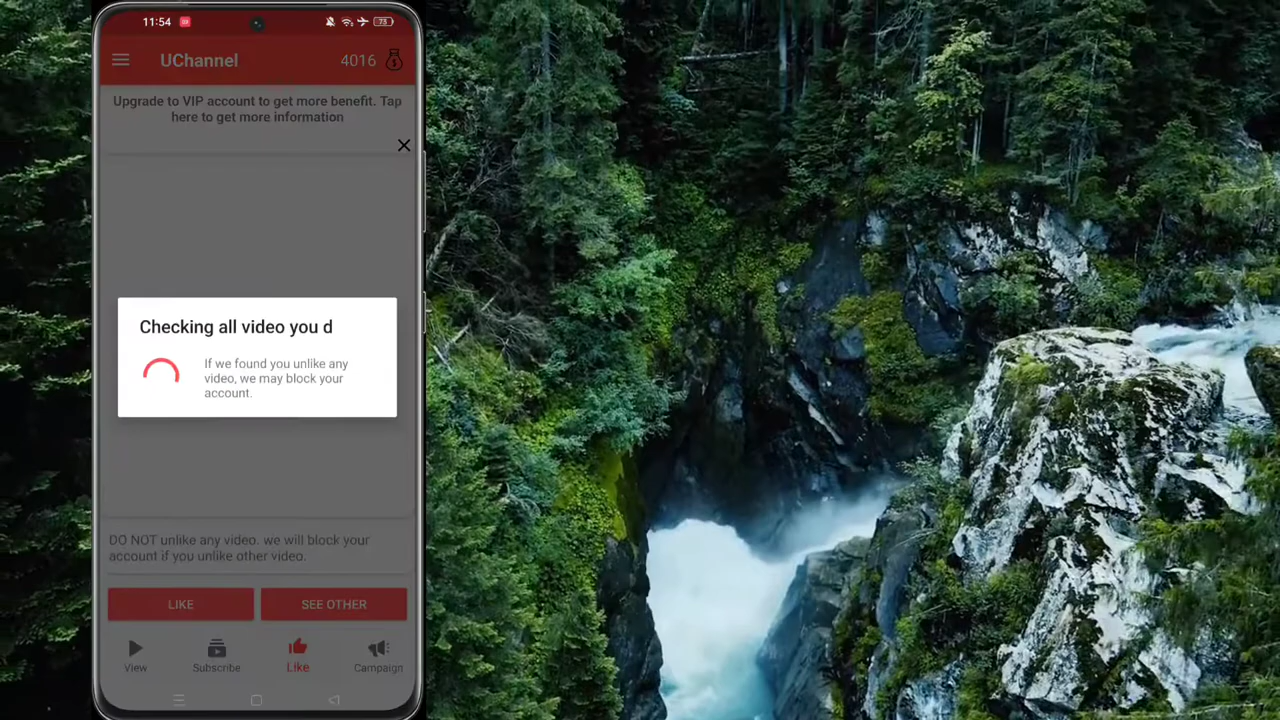 11:54
73
UChannel
4016
Upgrade to VIP account to get more benefit. Tap
here to get more information
Checking all video you d
If we found you unlike any
video, we may block your
account.
DO NOT unlike any video. we will block your
account if you unlike other video.
LIKE
SEE OTHER
View
Subscribe
Like
Campaign